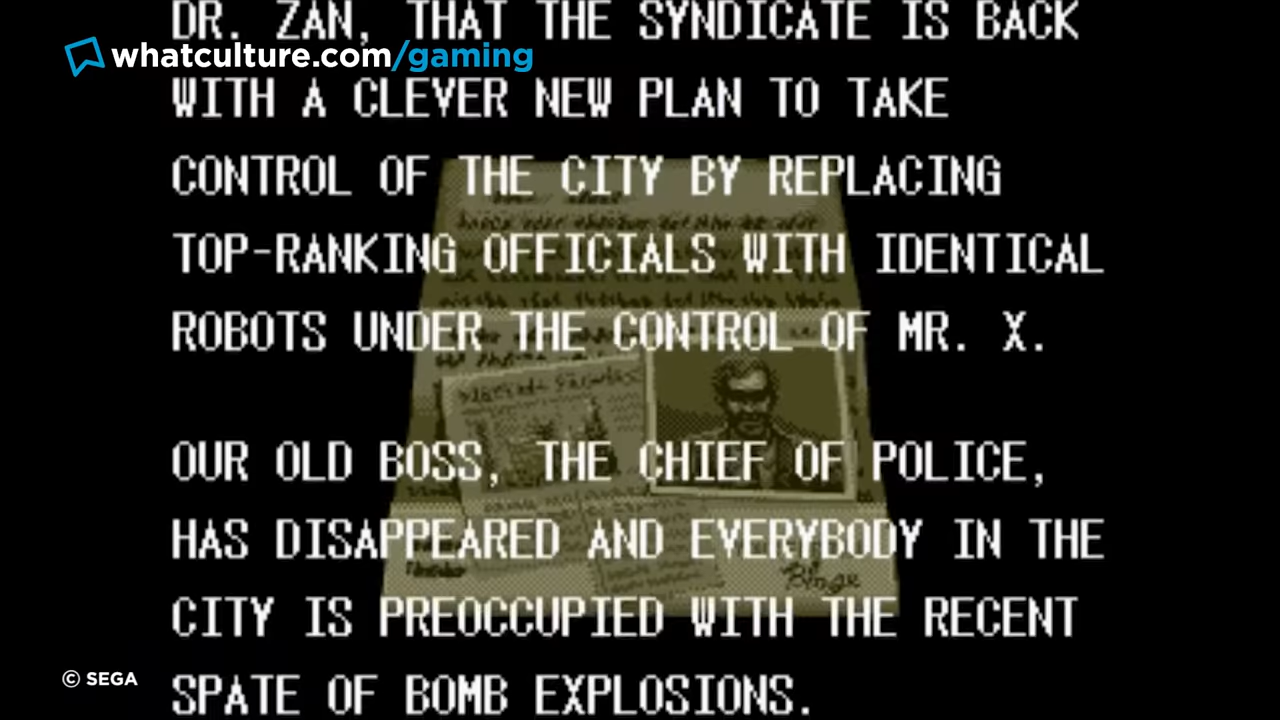 DR. ZAN, THAT THE SYNDICATE IS BACK
whatculture.com/gaming
WITH A CLEVER NEW PLAN TO TAKE
CONTROL OF THE CITY BY REPLACING
TOP-RANKING OFFICIALS WITH IDENTICAL
ROBOTS UNDER THE CONTROL OF MR. X.
OUR OLD BOSS, THE CHIEF OF POLICE,
HAS DISAPPEARED AND EVERYBODY IN THE
CITY IS PREOCCUPIED WITH THE RECENT
© SEGA
SPATE OF BOMB EXPLOSIONS.